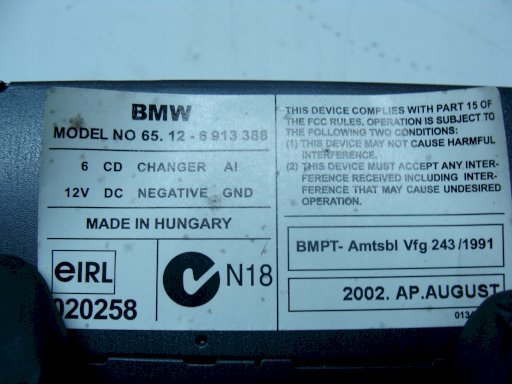 BMW
MODEL NO 65. 12 - 6 913 388
6 CD CHANGER AI
12V DC NEGATIVE GND
MADE IN HUNGARY
eIRL
020258
N18
THIS DEVICE COMPLIES WITH PART 15 OF
THE FCC RULES. OPERATION IS SUBJECT TO
THE FOLLOWING TWO CONDITIONS:
(1) THIS DEVICE MAY NOT CAUSE HARMFUL
INTERFERENCE.
(2) THIS DEVICE MUST ACCEPT ANY INTER-
FERENCE RECEIVED INCLUDING INTER-
FERENCE THAT MAY CAUSE UNDESIRED
OPERATION.
BMPT- Amtsbl Vfg 243/1991
2002. AP.AUGUST